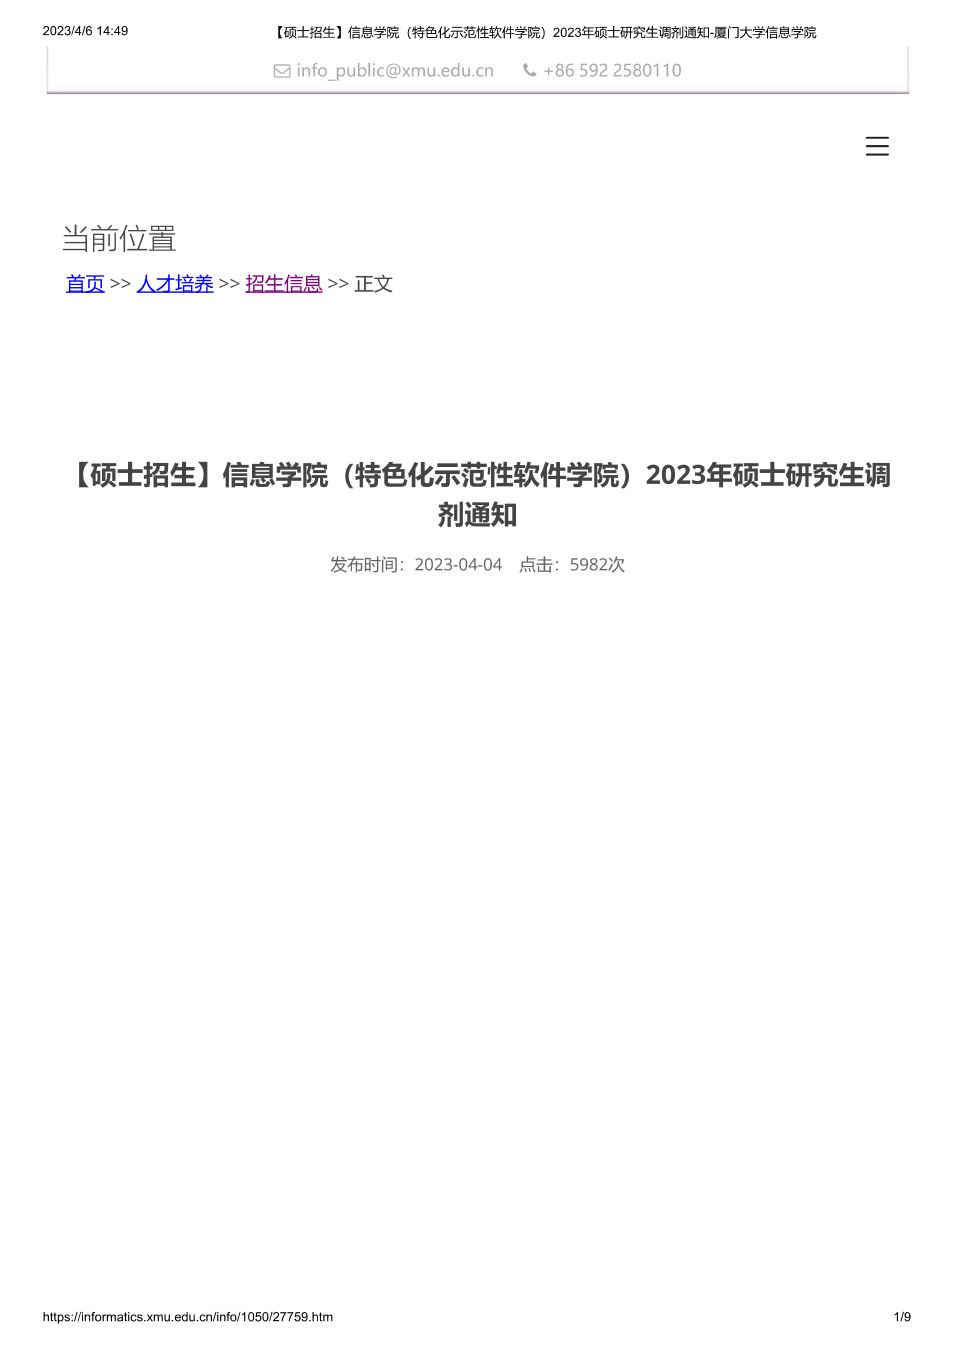 2023/4/6 14:49 【硕士招生】信息学院（特色化示范性软件学院）2023年硕士研究生调剂通知-厦门大学信息学院
info_public@xmu.edu.cn +86 592 2580110
当前位置
首页 >> 人才培养 >> 招生信息 >> 正文
【硕士招生】信息学院（特色化示范性软件学院）2023年硕士研究生调
剂通知
发布时间：2023-04-04 点击：5982次
https://informatics.xmu.edu.cn/info/1050/27759.htm 1/9